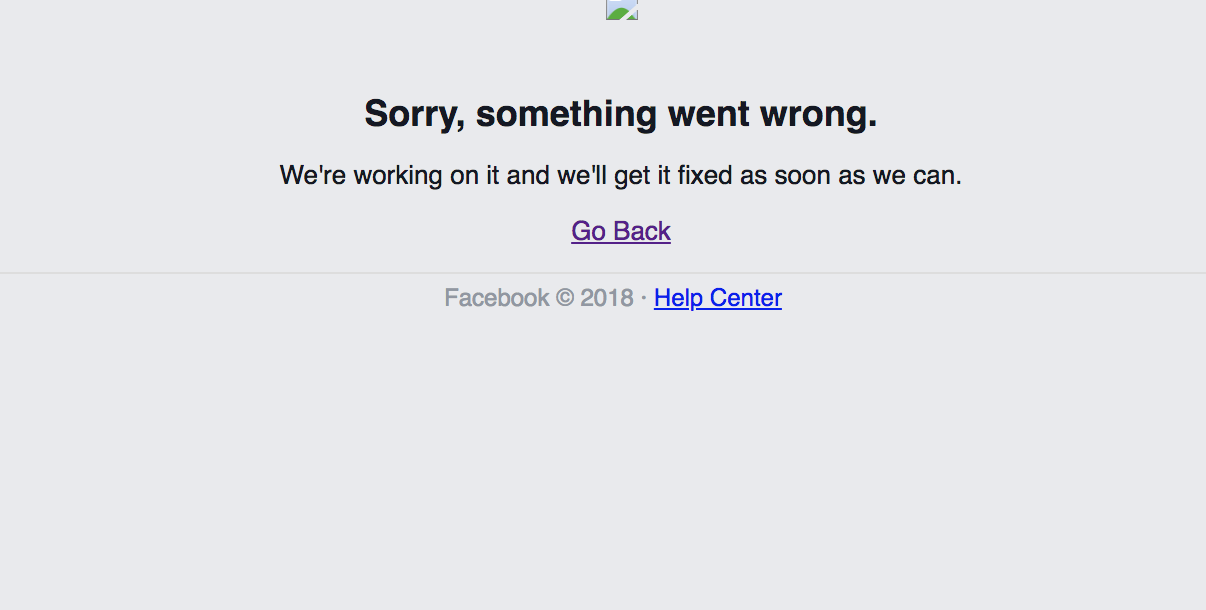 Sorry, something went wrong.
We're working on it and we'll get it fixed as soon as we can.
Go Back
Facebook © 2018 · Help Center